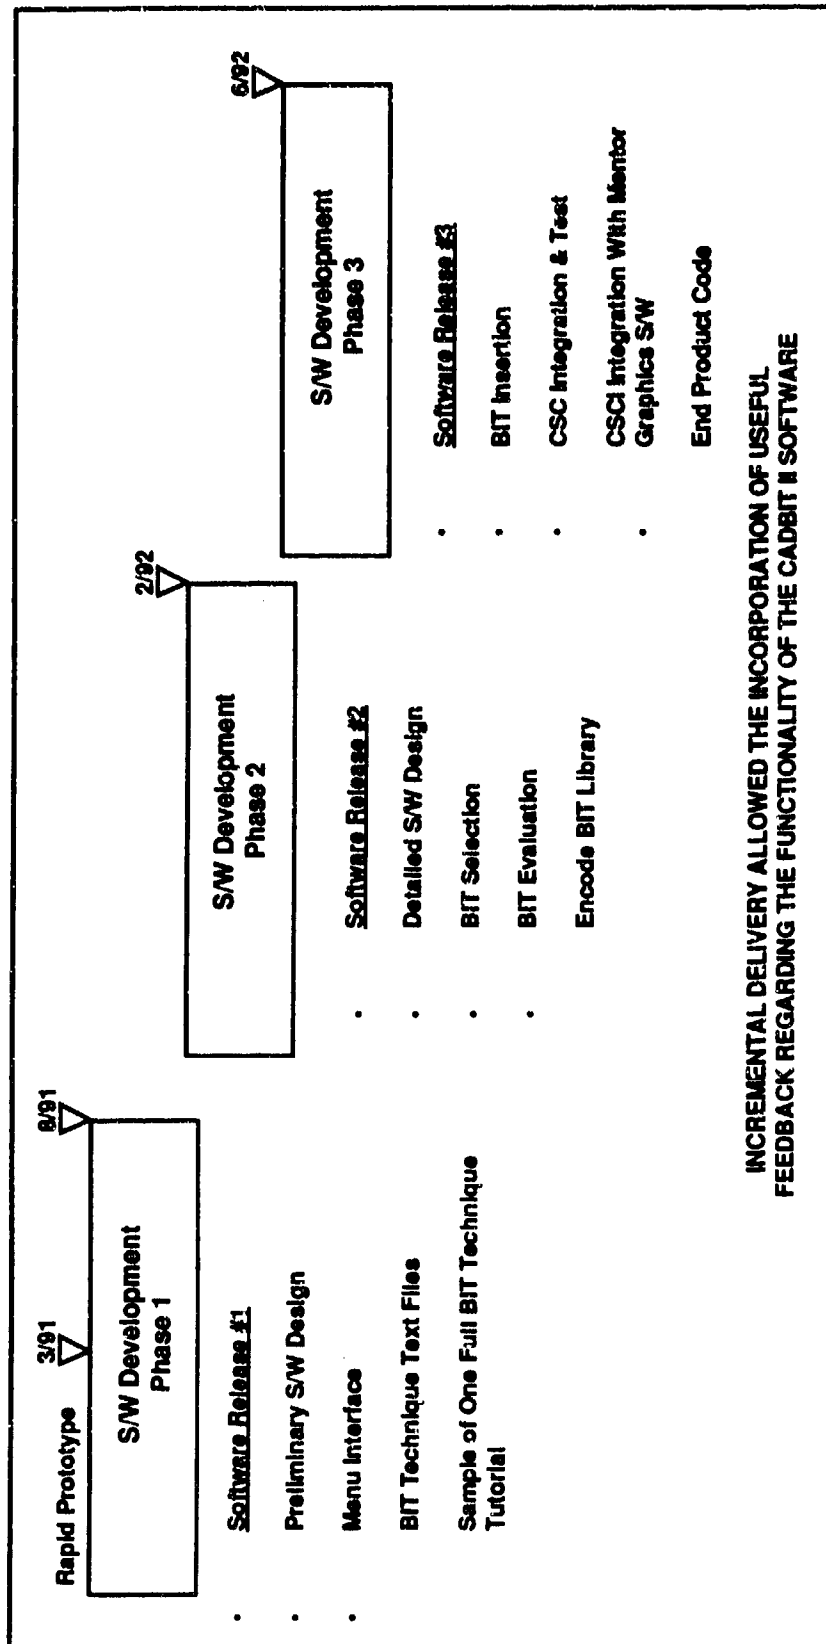 Rapid Prototype
3/91
8/91
S/W Development
Phase 1
• Software Release #1
• Preliminary S/W Design
• Menu Interface
BIT Technique Text Files
Sample of One Full BIT Technique
Tutorial
2/92
S/W Development
Phase 2
• Software Release #2
• Detailed S/W Design
• BIT Selection
• BIT Evaluation
Encode BIT Library
6/92
S/W Development
Phase 3
• Software Release #3
• BIT Insertion
• CSC Integration & Test
• CSCI Integration With Mentor
Graphics S/W
End Product Code
INCREMENTAL DELIVERY ALLOWED THE INCORPORATION OF USEFUL
FEEDBACK REGARDING THE FUNCTIONALITY OF THE CADBIT II SOFTWARE